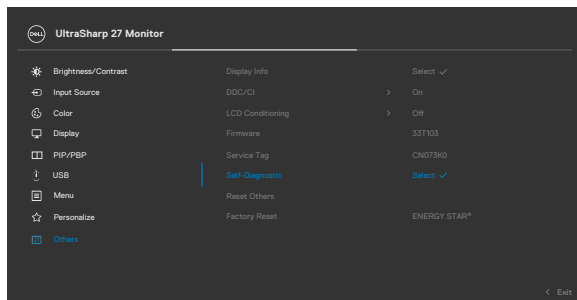 DELL UltraSharp 27 Monitor
Brightness/Contrast Display Info Select ✓
Input Source DDC/CI > On
Color LCD Conditioning > Off
Display Firmware 33T103
PIP/PBP Service Tag CN073K0
USB Self-Diagnostic Select ✓
Menu Reset Others
Personalize Factory Reset ENERGY STAR®
Others
< Exit